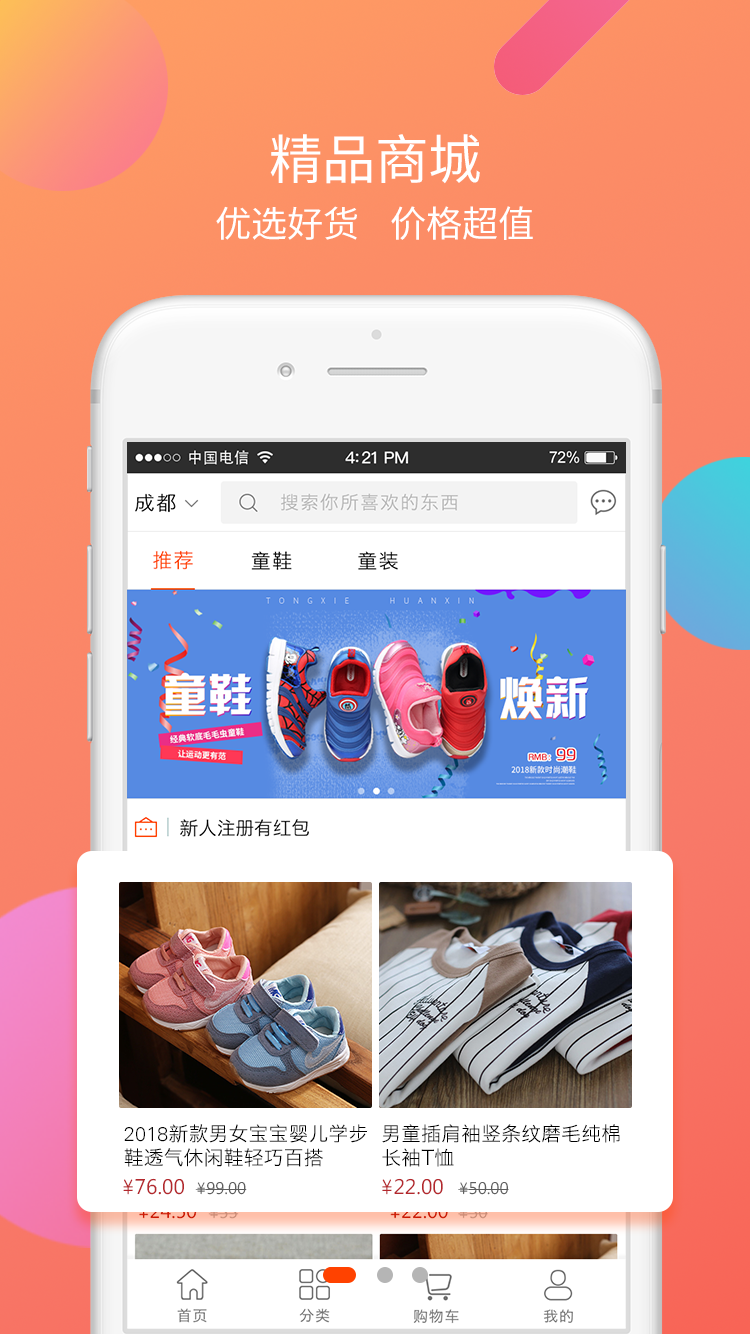 精品商城
优选好货 价格超值
中国电信 4:21 PM 72%
成都 搜索你所喜欢的东西
推荐 童鞋 童装
TONGXIE HUANXIN
童鞋 焕新
经典软底毛毛虫童鞋
让运动更有范
RMB: 99
2018新款时尚潮鞋
新人注册有红包
2018新款男女宝宝婴儿学步
鞋透气休闲鞋轻巧百搭
¥76.00 ¥99.00
男童插肩袖竖条纹磨毛纯棉
长袖T恤
¥22.00 ¥50.00
首页 分类 购物车 我的